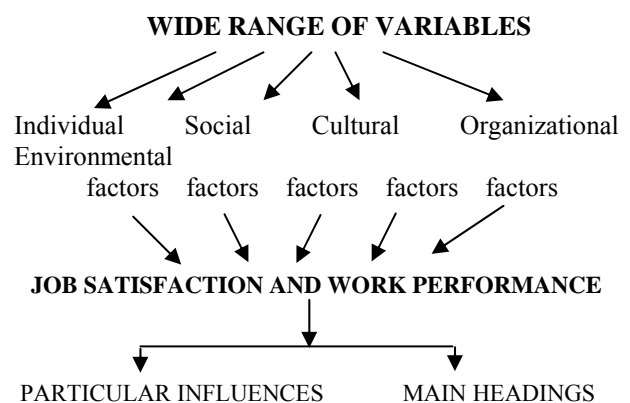 WIDE RANGE OF VARIABLES
Individual Social Cultural Organizational
Environmental
factors factors factors factors factors
JOB SATISFACTION AND WORK PERFORMANCE
PARTICULAR INFLUENCES MAIN HEADINGS